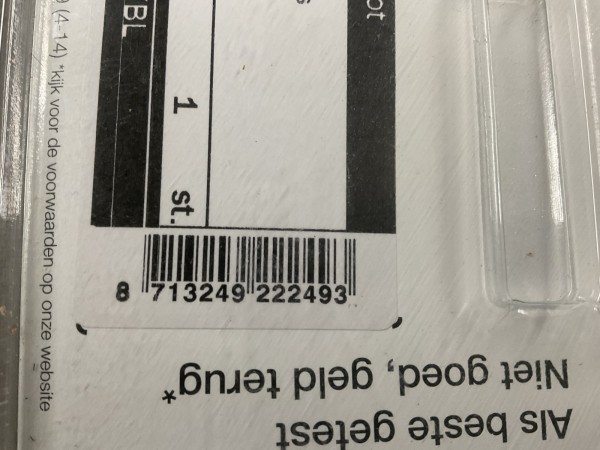 BL
1 st.
8 713249 222493
9 (4-14) *kijk voor de voorwaarden op onze website
Als beste getest
Niet goed, geld terug*